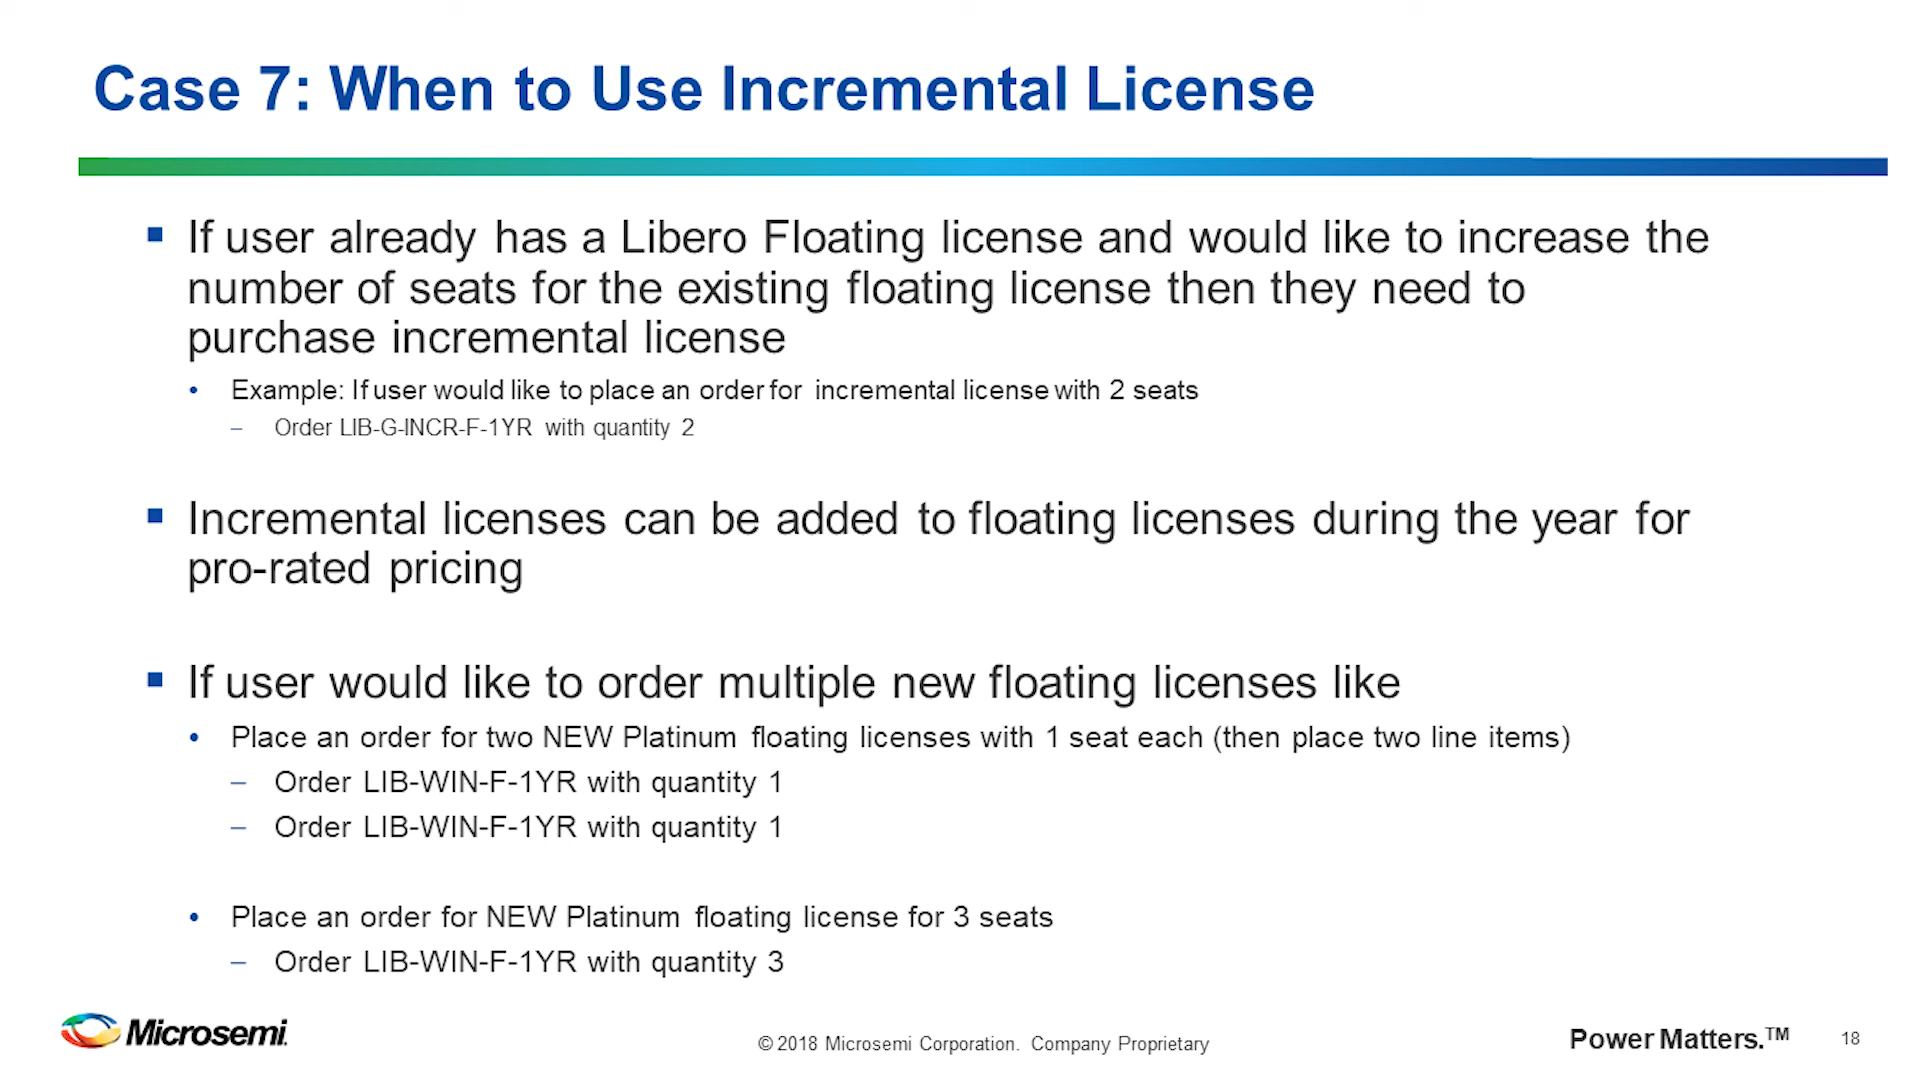 Case 7: When to Use Incremental License
▪ If user already has a Libero Floating license and would like to increase the
number of seats for the existing floating license then they need to
purchase incremental license
• Example: If user would like to place an order for incremental license with 2 seats
– Order LIB-G-INCR-F-1YR with quantity 2
▪ Incremental licenses can be added to floating licenses during the year for
pro-rated pricing
▪ If user would like to order multiple new floating licenses like
• Place an order for two NEW Platinum floating licenses with 1 seat each (then place two line items)
– Order LIB-WIN-F-1YR with quantity 1
– Order LIB-WIN-F-1YR with quantity 1
• Place an order for NEW Platinum floating license for 3 seats
– Order LIB-WIN-F-1YR with quantity 3
Microsemi.
© 2018 Microsemi Corporation. Company Proprietary
Power Matters.™
18